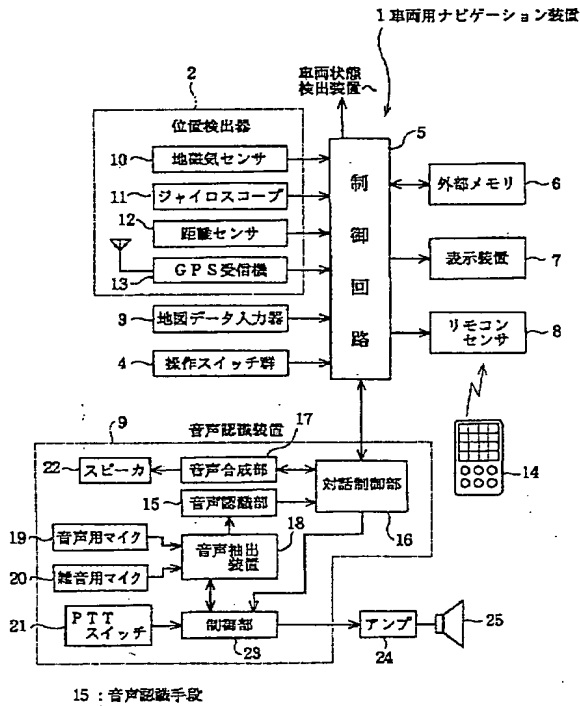 1 車両用ナビゲーション装置
車両状態
検出装置へ
2
位置検出器
5
10 地磁気センサ
制御回路
外部メモリ 6
11 ジャイロスコープ
12 距離センサ
表示装置 7
13 GPS受信機
3 地図データ入力器
リモコン
センサ 8
4 操作スイッチ群
14
9 音声認識装置
17
22 スピーカ
音声合成部
対話制御部
16
15 音声認識部
18
19 音声用マイク
音声抽出
装置
20 雑音用マイク
21 PTT
スイッチ
制御部
23
アンプ
24
25
15:音声認識手段